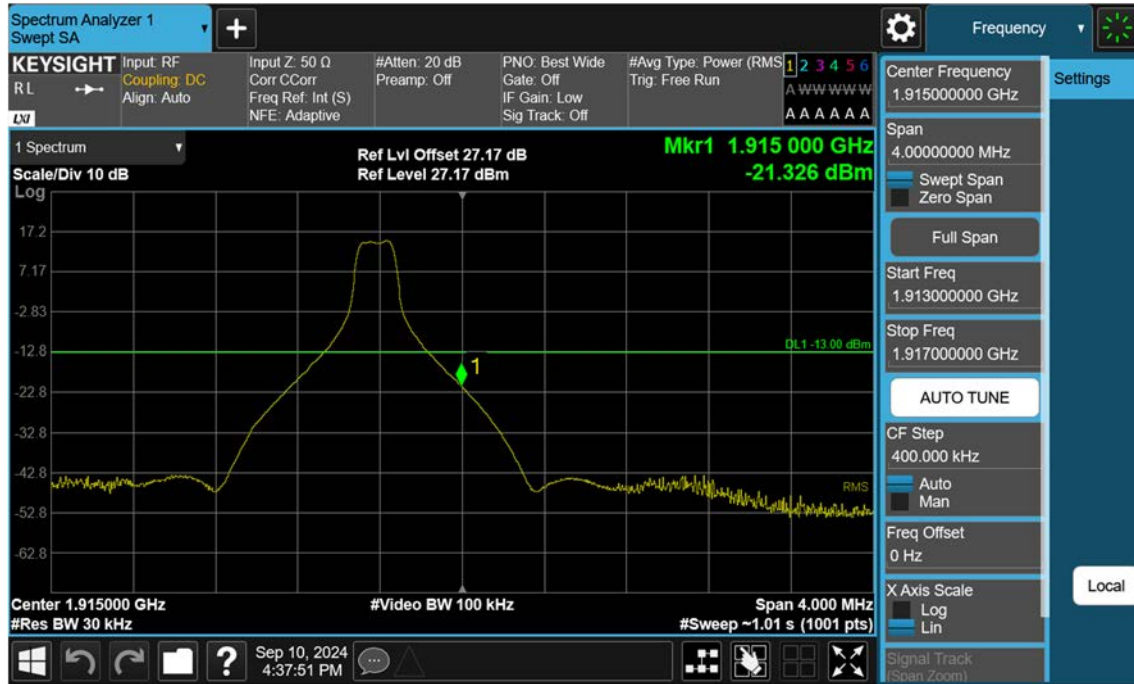 Spectrum Analyzer 1
Swept SA
Frequency
KEYSIGHT
R L
LXI
Input: RF
Coupling: DC
Align: Auto
Input Z: 50 Ω
Corr CCorr
Freq Ref: Int (S)
NFE: Adaptive
#Atten: 20 dB
Preamp: Off
PNO: Best Wide
Gate: Off
IF Gain: Low
Sig Track: Off
#Avg Type: Power (RMS
Trig: Free Run
1 2 3 4 5 6
A W W W W W
A A A A A A
1 Spectrum
Scale/Div 10 dB
Ref Lvl Offset 27.17 dB
Ref Level 27.17 dBm
Mkr1 1.915 000 GHz
-21.326 dBm
Log
17.2
7.17
-2.83
-12.8
-22.8
-32.8
-42.8
-52.8
-62.8
DL1 -13.00 dBm
1
RMS
Center 1.915000 GHz
#Video BW 100 kHz
Span 4.000 MHz
#Res BW 30 kHz
#Sweep ~1.01 s (1001 pts)
Center Frequency
1.915000000 GHz
Settings
Span
4.00000000 MHz
Swept Span
Zero Span
Full Span
Start Freq
1.913000000 GHz
Stop Freq
1.917000000 GHz
AUTO TUNE
CF Step
400.000 kHz
Auto
Man
Freq Offset
0 Hz
X Axis Scale
Log
Lin
Local
Signal Track
(Span Zoom)
?
Sep 10, 2024
4:37:51 PM